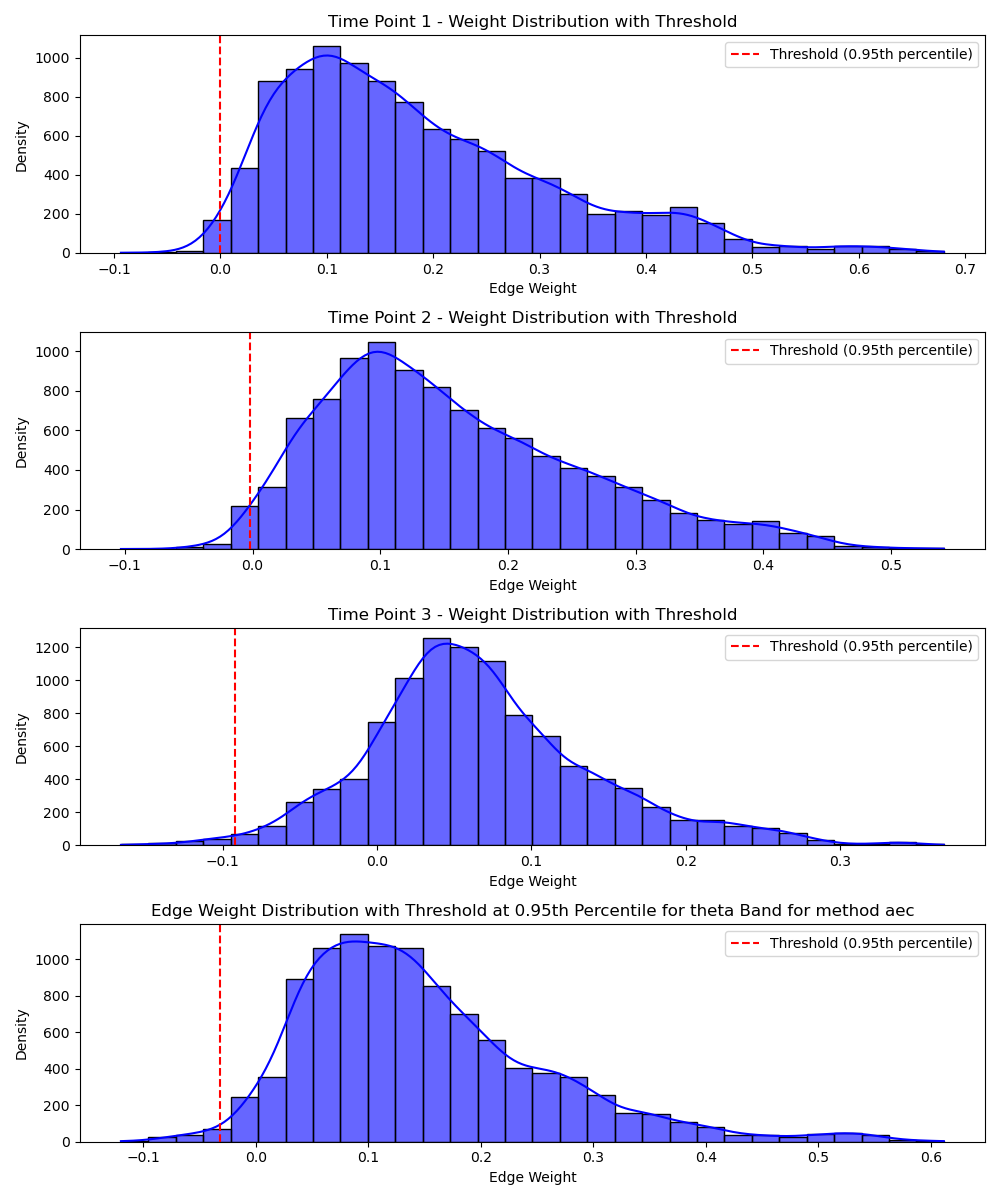 Time Point 1 - Weight Distribution with Threshold
Threshold (0.95th percentile)
Density
1000
800
600
400
200
0
−0.1 0.0 0.1 0.2 0.3 0.4 0.5 0.6 0.7
Edge Weight
Time Point 2 - Weight Distribution with Threshold
Threshold (0.95th percentile)
Density
1000
800
600
400
200
0
−0.1 0.0 0.1 0.2 0.3 0.4 0.5
Edge Weight
Time Point 3 - Weight Distribution with Threshold
Threshold (0.95th percentile)
Density
1200
1000
800
600
400
200
0
−0.1 0.0 0.1 0.2 0.3
Edge Weight
Edge Weight Distribution with Threshold at 0.95th Percentile for theta Band for method aec
Threshold (0.95th percentile)
Density
1000
800
600
400
200
0
−0.1 0.0 0.1 0.2 0.3 0.4 0.5 0.6
Edge Weight